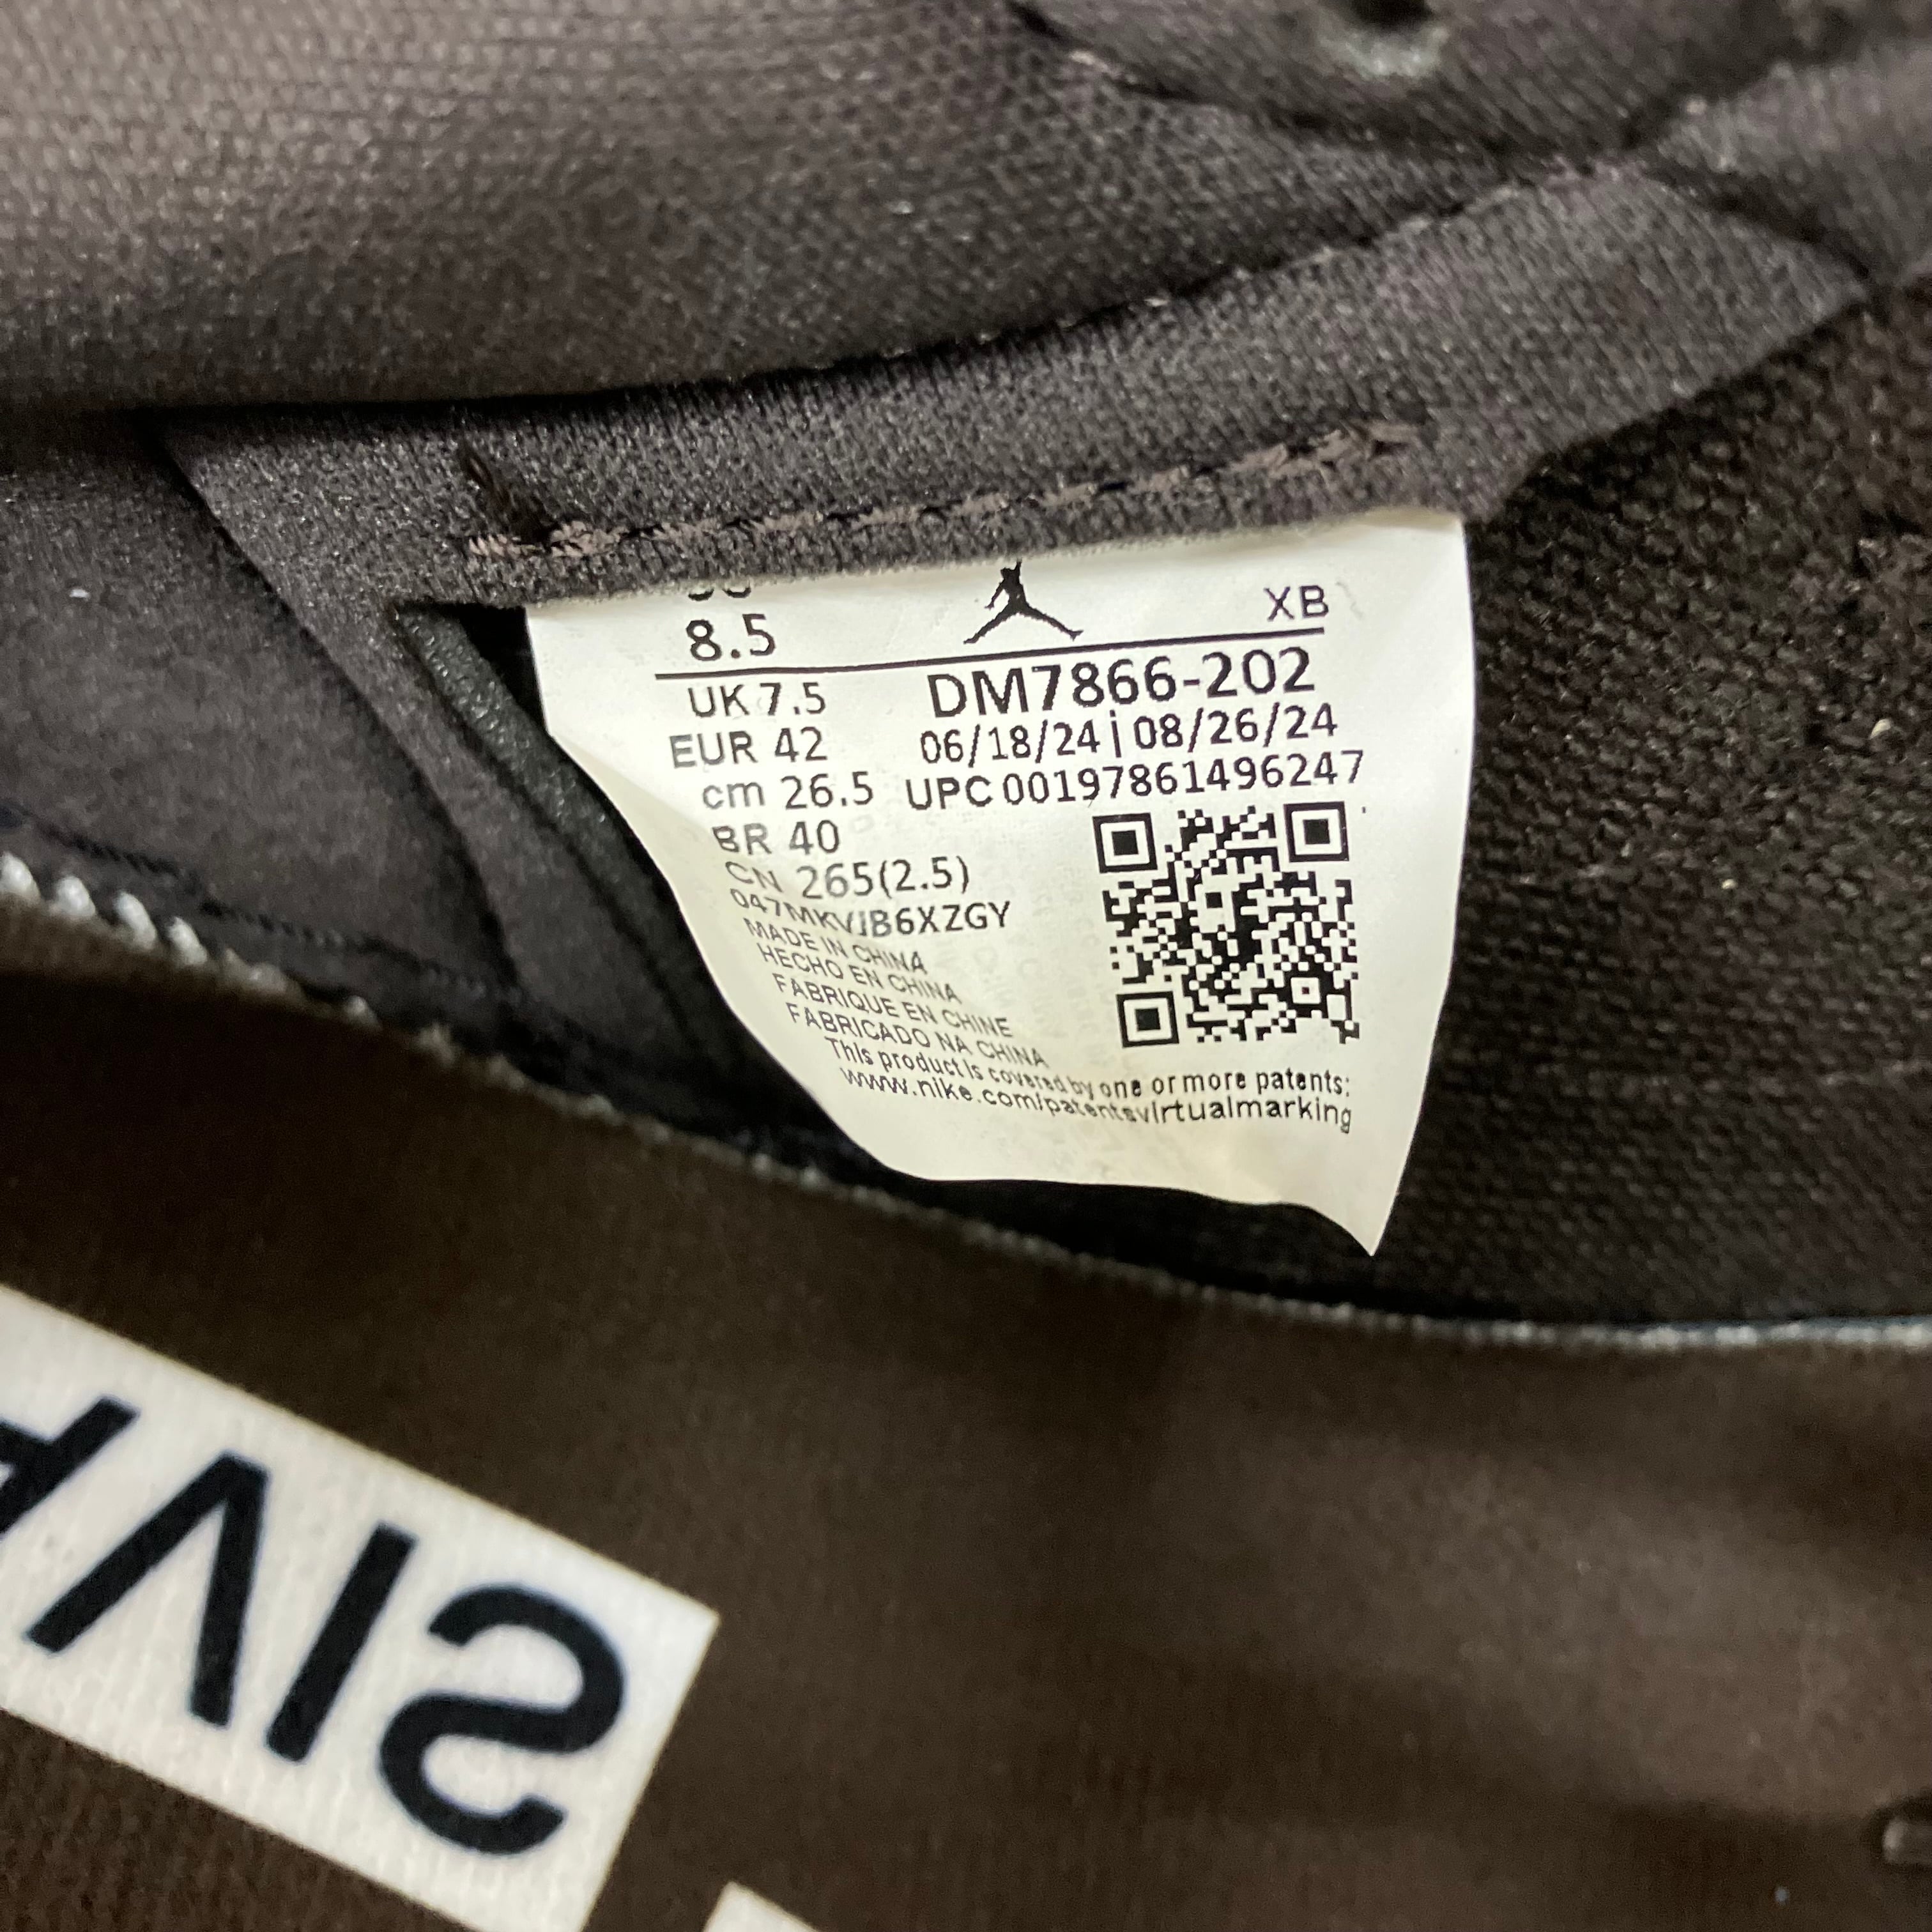 8.5
XB
UK 7.5
DM7866-202
EUR 42
06/18/24 | 08/26/24
cm 26.5
UPC 00197861496247
BR 40
CN 265(2.5)
047MKVJB6XZGY
MADE IN CHINA
HECHO EN CHINA
FABRIQUE EN CHINE
FABRICADO NA CHINA
This product is covered by one or more patents:
www.nike.com/patentsvirtualmarking